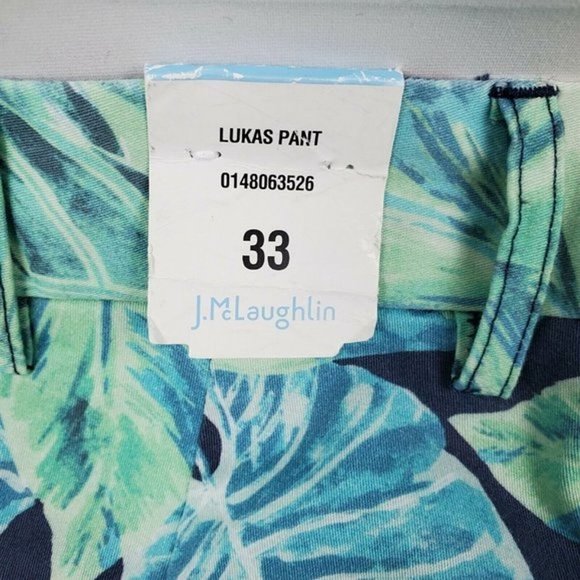 LUKAS PANT
0148063526
33
J.McLaughlin